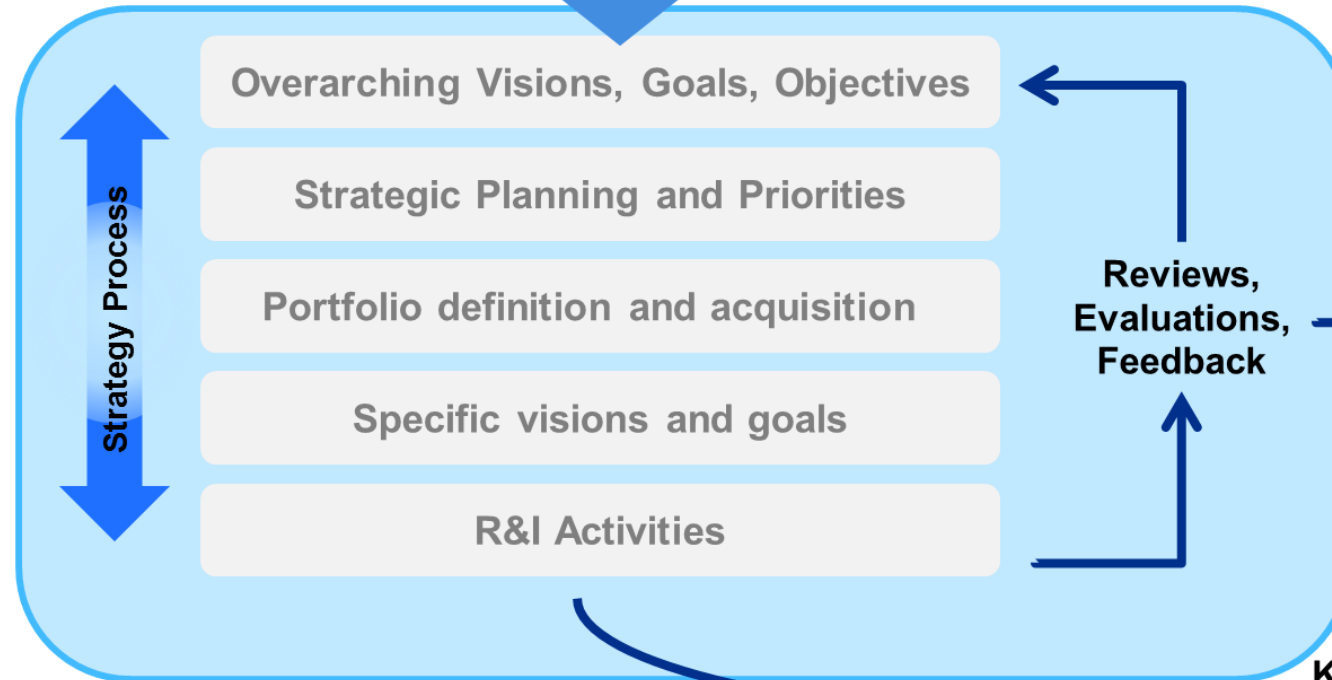 Overarching Visions, Goals, Objectives
Strategic Planning and Priorities
Portfolio definition and acquisition
Specific visions and goals
R&I Activities
Strategy Process
Reviews,
Evaluations,
Feedback